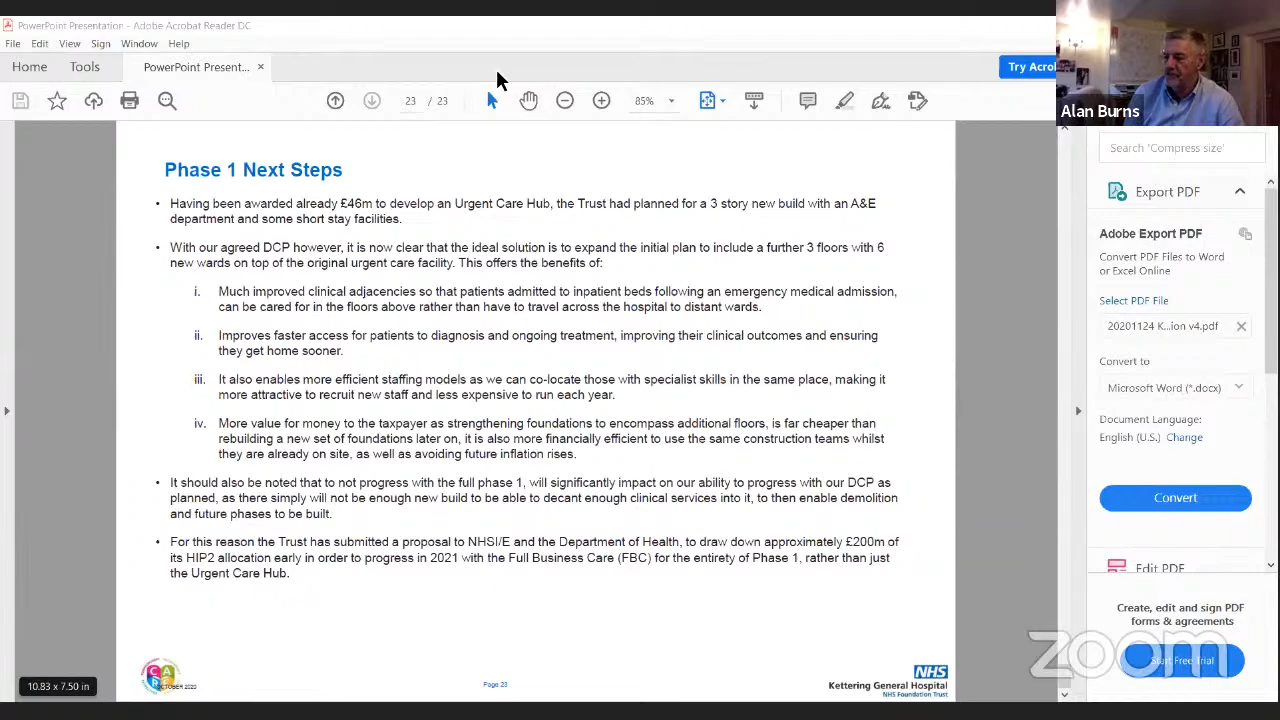 PowerPoint Presentation - Adobe Acrobat Reader DC
File Edit View Sign Window Help
Home Tools PowerPoint Present... ×
Try Acro
23 / 23
85%
Alan Burns
Search 'Compress size'
Export PDF
Adobe Export PDF
Convert PDF Files to Word
or Excel Online
Select PDF File
20201124 K...ion v4.pdf
Convert to
Microsoft Word (*.docx)
Document Language:
English (U.S.) Change
Convert
Edit PDF
Create, edit and sign PDF
forms & agreements
Start Free Trial
zoom
Phase 1 Next Steps
• Having been awarded already £46m to develop an Urgent Care Hub, the Trust had planned for a 3 story new build with an A&E
department and some short stay facilities.
• With our agreed DCP however, it is now clear that the ideal solution is to expand the initial plan to include a further 3 floors with 6
new wards on top of the original urgent care facility. This offers the benefits of:
i. Much improved clinical adjacencies so that patients admitted to inpatient beds following an emergency medical admission,
can be cared for in the floors above rather than have to travel across the hospital to distant wards.
ii. Improves faster access for patients to diagnosis and ongoing treatment, improving their clinical outcomes and ensuring
they get home sooner.
iii. It also enables more efficient staffing models as we can co-locate those with specialist skills in the same place, making it
more attractive to recruit new staff and less expensive to run each year.
iv. More value for money to the taxpayer as strengthening foundations to encompass additional floors, is far cheaper than
rebuilding a new set of foundations later on, it is also more financially efficient to use the same construction teams whilst
they are already on site, as well as avoiding future inflation rises.
• It should also be noted that to not progress with the full phase 1, will significantly impact on our ability to progress with our DCP as
planned, as there simply will not be enough new build to be able to decant enough clinical services into it, to then enable demolition
and future phases to be built.
• For this reason the Trust has submitted a proposal to NHSI/E and the Department of Health, to draw down approximately £200m of
its HIP2 allocation early in order to progress in 2021 with the Full Business Care (FBC) for the entirety of Phase 1, rather than just
the Urgent Care Hub.
10.83 x 7.50 in
OCTOBER 2020
Page 23
NHS
Kettering General Hospital
NHS Foundation Trust